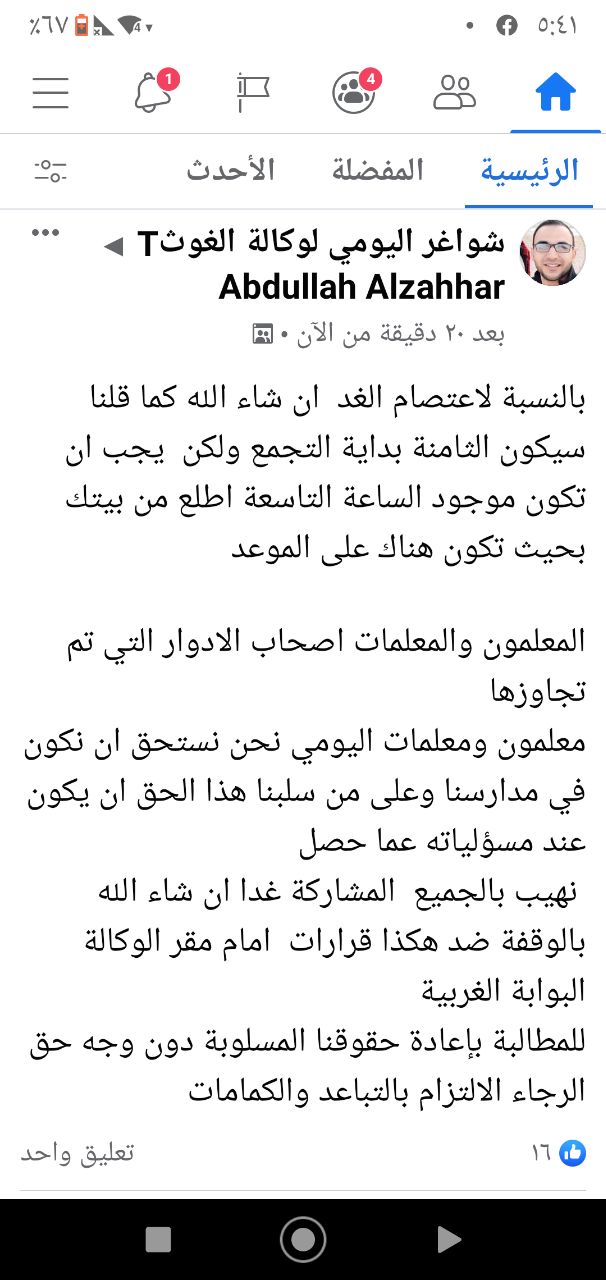 ٥:٤١ ٪٦٧
4
4
1
الرئيسية المفضلة الأحدث
شواغر اليومي لوكالة الغوثT ◀
Abdullah Alzahhar
بعد ٢٠ دقيقة من الآن •
بالنسبة لاعتصام الغد ان شاء الله كما قلنا
سيكون الثامنة بداية التجمع ولكن يجب ان
تكون موجود الساعة التاسعة اطلع من بيتك
بحيث تكون هناك على الموعد
المعلمون والمعلمات اصحاب الادوار التي تم
تجاوزها
معلمون ومعلمات اليومي نحن نستحق ان نكون
في مدارسنا وعلى من سلبنا هذا الحق ان يكون
عند مسؤلياته عما حصل
نهيب بالجميع المشاركة غدا ان شاء الله
بالوقفة ضد هكذا قرارات امام مقر الوكالة
البوابة الغربية
للمطالبة بإعادة حقوقنا المسلوبة دون وجه حق
الرجاء الالتزام بالتباعد والكمامات
١٦ تعليق واحد